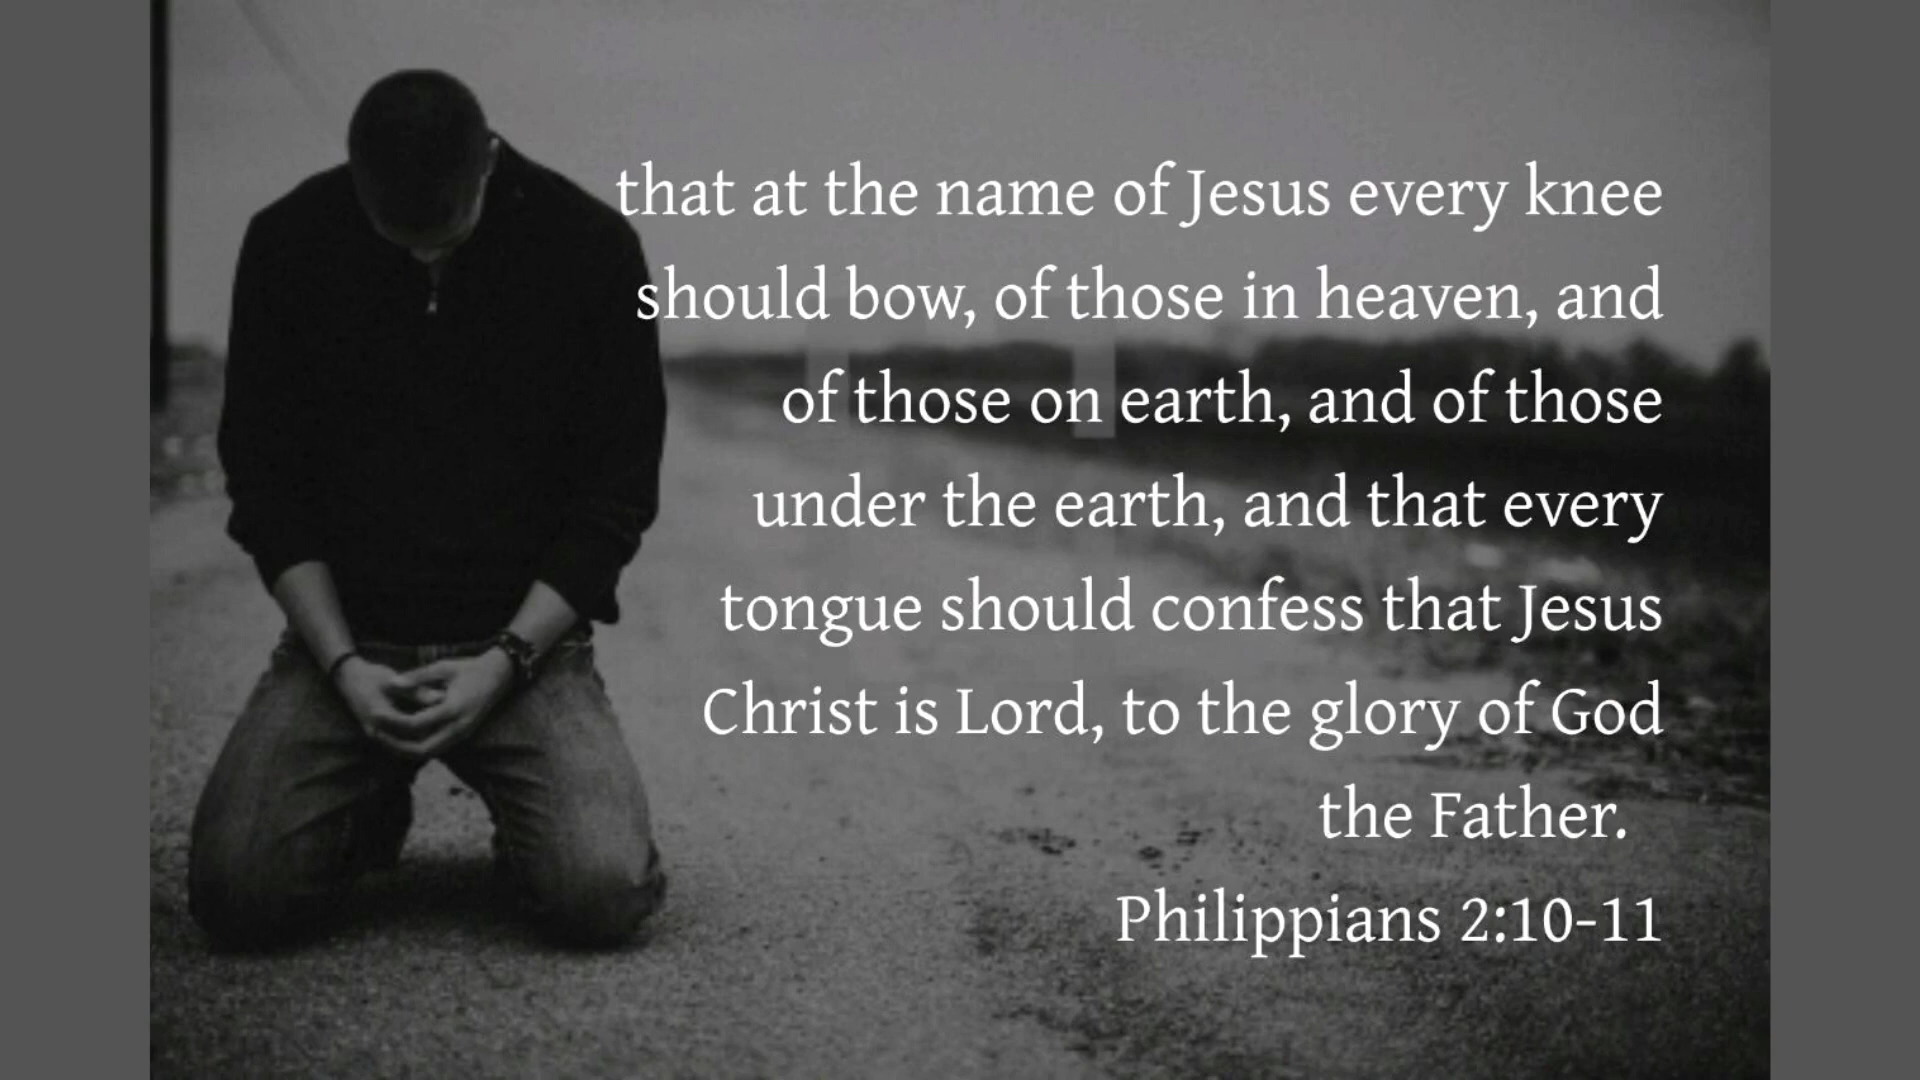 that at the name of Jesus every knee
should bow, of those in heaven, and
of those on earth, and of those
under the earth, and that every
tongue should confess that Jesus
Christ is Lord, to the glory of God
the Father.
Philippians 2:10-11